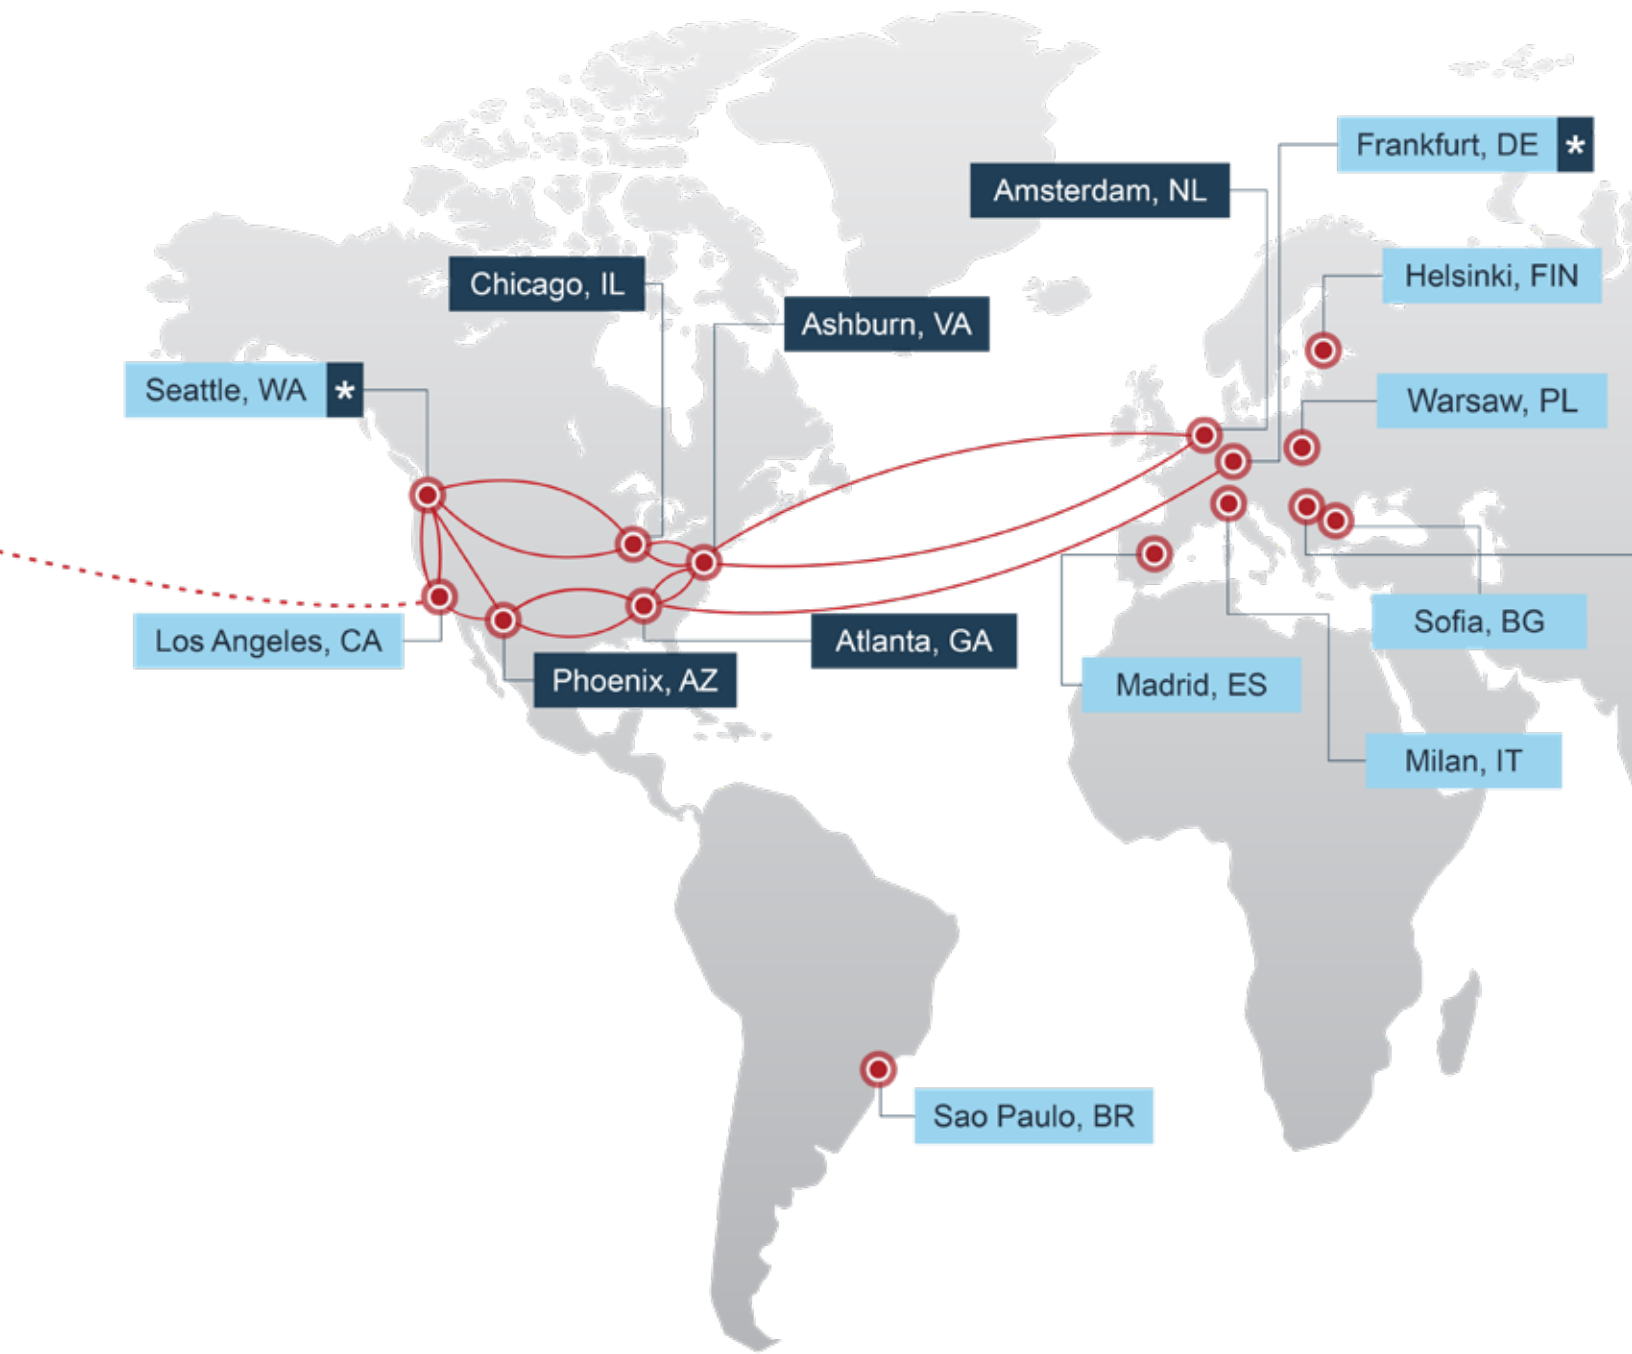 Frankfurt, DE *
Amsterdam, NL
Helsinki, FIN
Chicago, IL
Ashburn, VA
Seattle, WA *
Warsaw, PL
Los Angeles, CA
Atlanta, GA
Sofia, BG
Phoenix, AZ
Madrid, ES
Milan, IT
Sao Paulo, BR